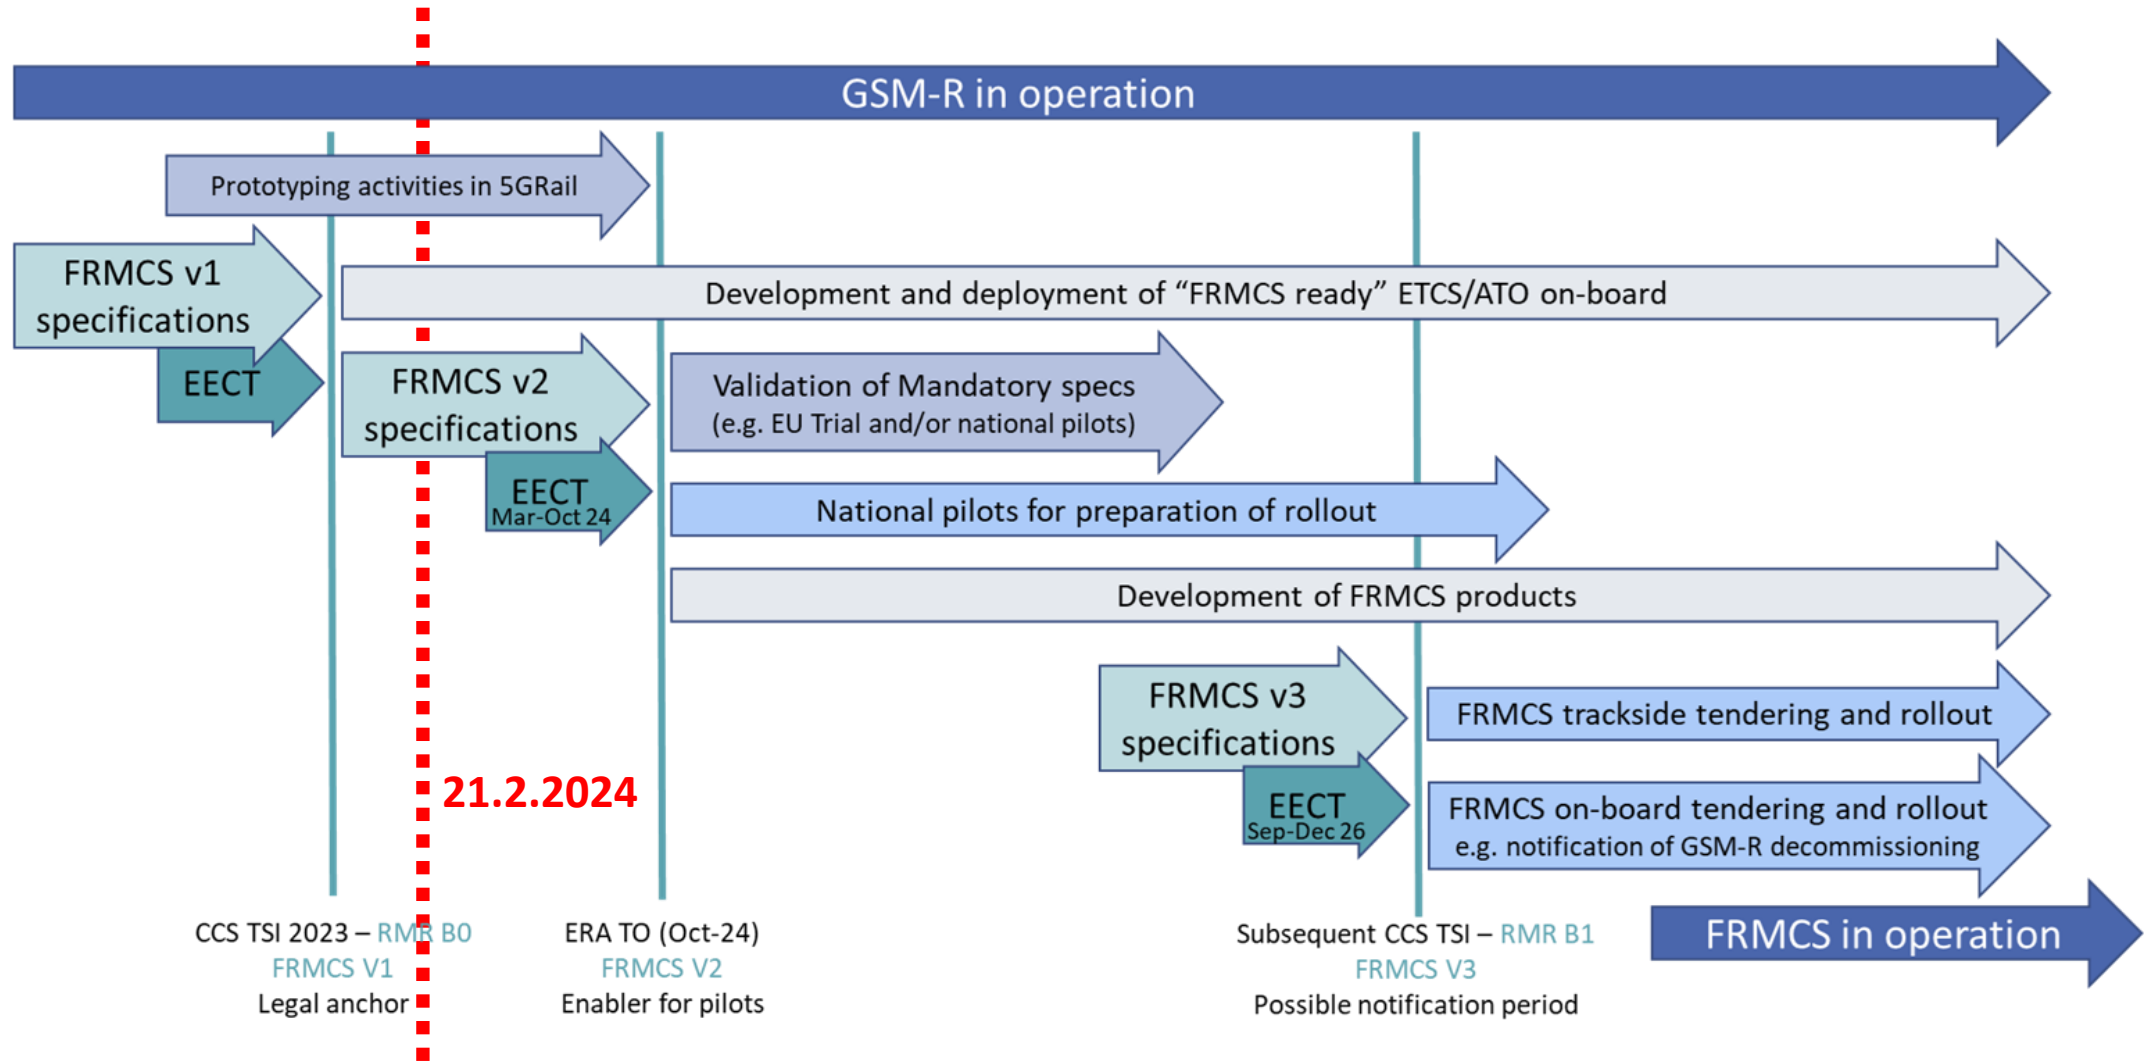 GSM-R in operation
Prototyping activities in 5GRail
FRMCS v1
specifications
Development and deployment of “FRMCS ready” ETCS/ATO on-board
EECT
FRMCS v2
specifications
Validation of Mandatory specs
(e.g. EU Trial and/or national pilots)
EECT
Mar-Oct 24
National pilots for preparation of rollout
Development of FRMCS products
FRMCS v3
specifications
FRMCS trackside tendering and rollout
21.2.2024
EECT
Sep-Dec 26
FRMCS on-board tendering and rollout
e.g. notification of GSM-R decommissioning
CCS TSI 2023 – RMR B0
FRMCS V1
Legal anchor
ERA TO (Oct-24)
FRMCS V2
Enabler for pilots
Subsequent CCS TSI – RMR B1
FRMCS V3
Possible notification period
FRMCS in operation